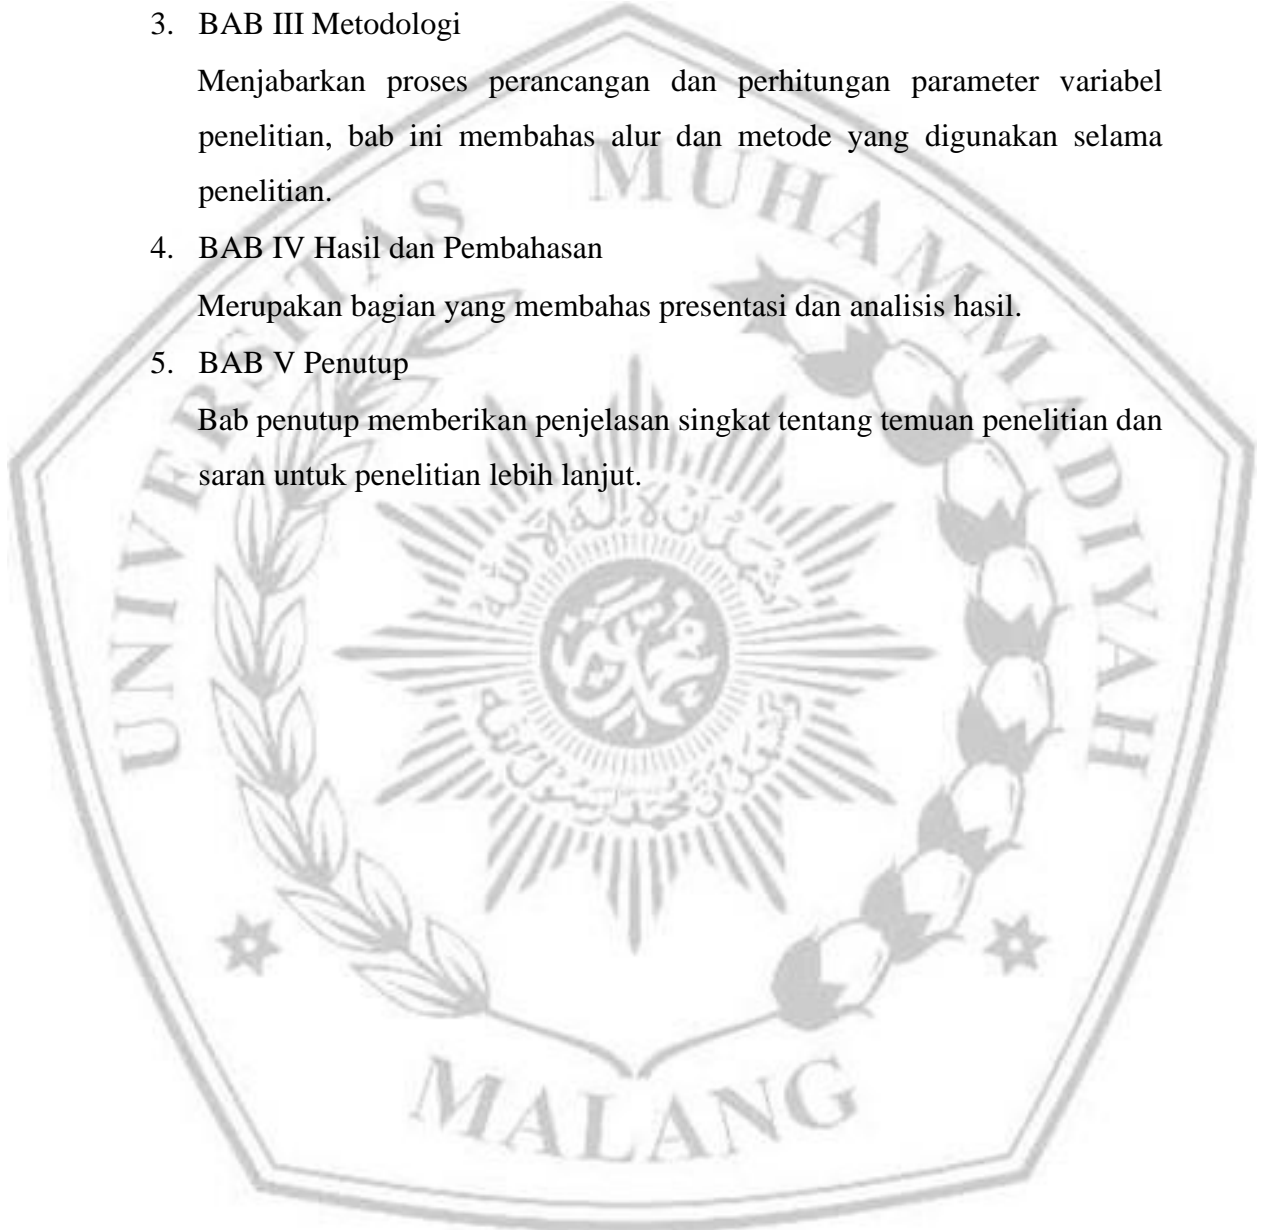 3. BAB III Metodologi
Menjabarkan proses perancangan dan perhitungan parameter variabel
penelitian, bab ini membahas alur dan metode yang digunakan selama
penelitian.
4. BAB IV Hasil dan Pembahasan
Merupakan bagian yang membahas presentasi dan analisis hasil.
5. BAB V Penutup
Bab penutup memberikan penjelasan singkat tentang temuan penelitian dan
saran untuk penelitian lebih lanjut.
UNIVERSITAS MUHAMMADIYAH
MALANG